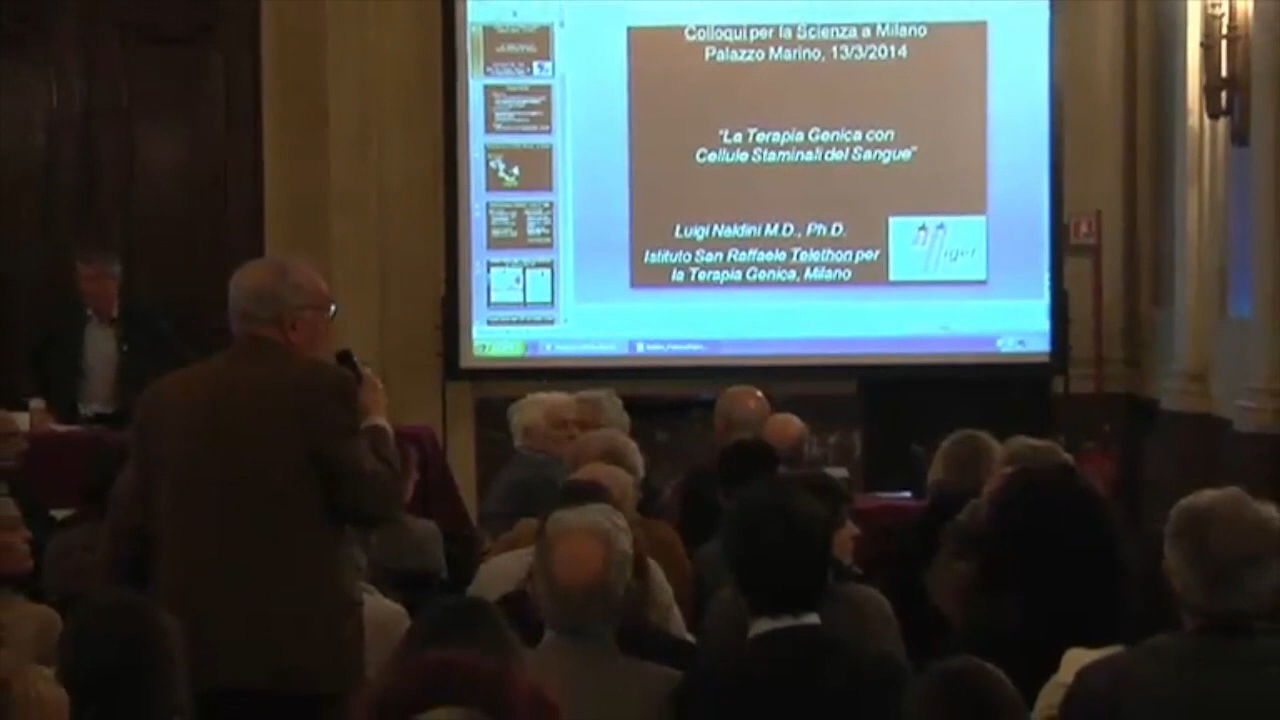 Colloqui per la Scienza a Milano
Palazzo Marino, 13/3/2014
"La Terapia Genica con
Cellule Staminali del Sangue"
Luigi Naldini M.D., Ph.D.
Istituto San Raffaele Telethon per
la Terapia Genica, Milano